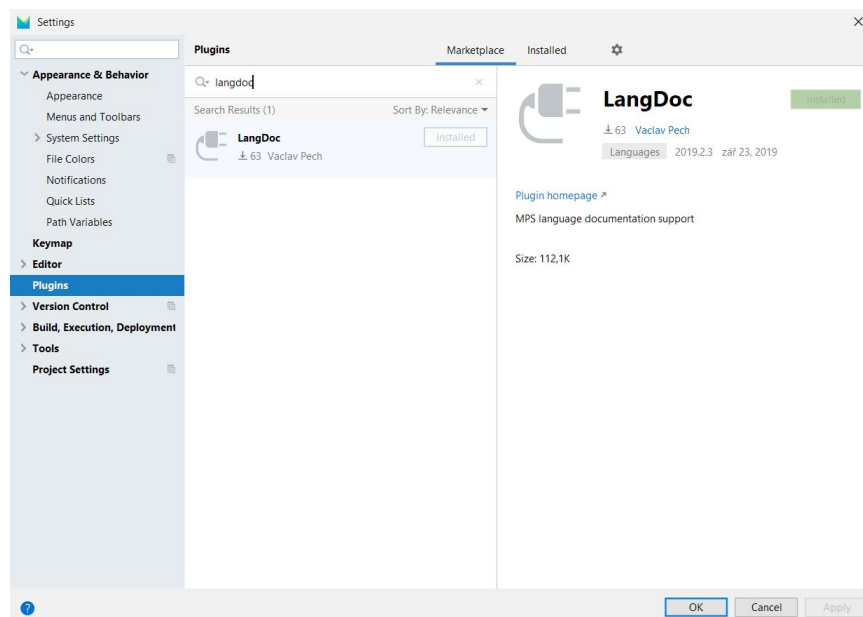 Settings
Plugins
Marketplace
Installed
Appearance & Behavior
Appearance
Menus and Toolbars
System Settings
File Colors
Notifications
Quick Lists
Path Variables
Keymap
Editor
Plugins
Version Control
Build, Execution, Deployment
Tools
Project Settings
langdoc
Search Results (1)
Sort By: Relevance
LangDoc
63 Vaclav Pech
Installed
LangDoc
Installed
63 Vaclav Pech
Languages 2019.2.3 zář 23, 2019
Plugin homepage
MPS language documentation support
Size: 112,1K
?
OK
Cancel
Apply